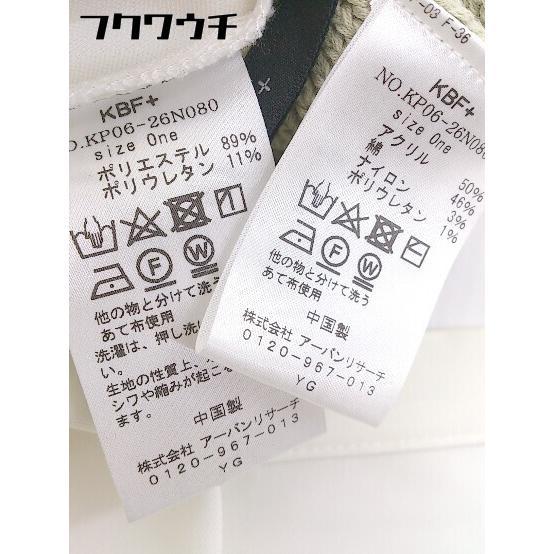 フクワウチ
KBF+
O.KP06-26N080
size One
ポリエステル 89%
ポリウレタン 11%
F W
他の物と分けて洗う
あて布使用
洗濯は、押し洗
い。
生地の性質上、
シワや縮みが起こ
ます。
中国製
株式会社 アーバンリサーチ
0120-967-013
YG
-03 F-36
KBF+
NO.KP06-26N080
size One
アクリル 50%
綿 46%
ナイロン 3%
ポリウレタン 1%
F W
他の物と分けて洗う
あて布使用
中国製
株式会社 アーバンリサーチ
0120-967-013
YG